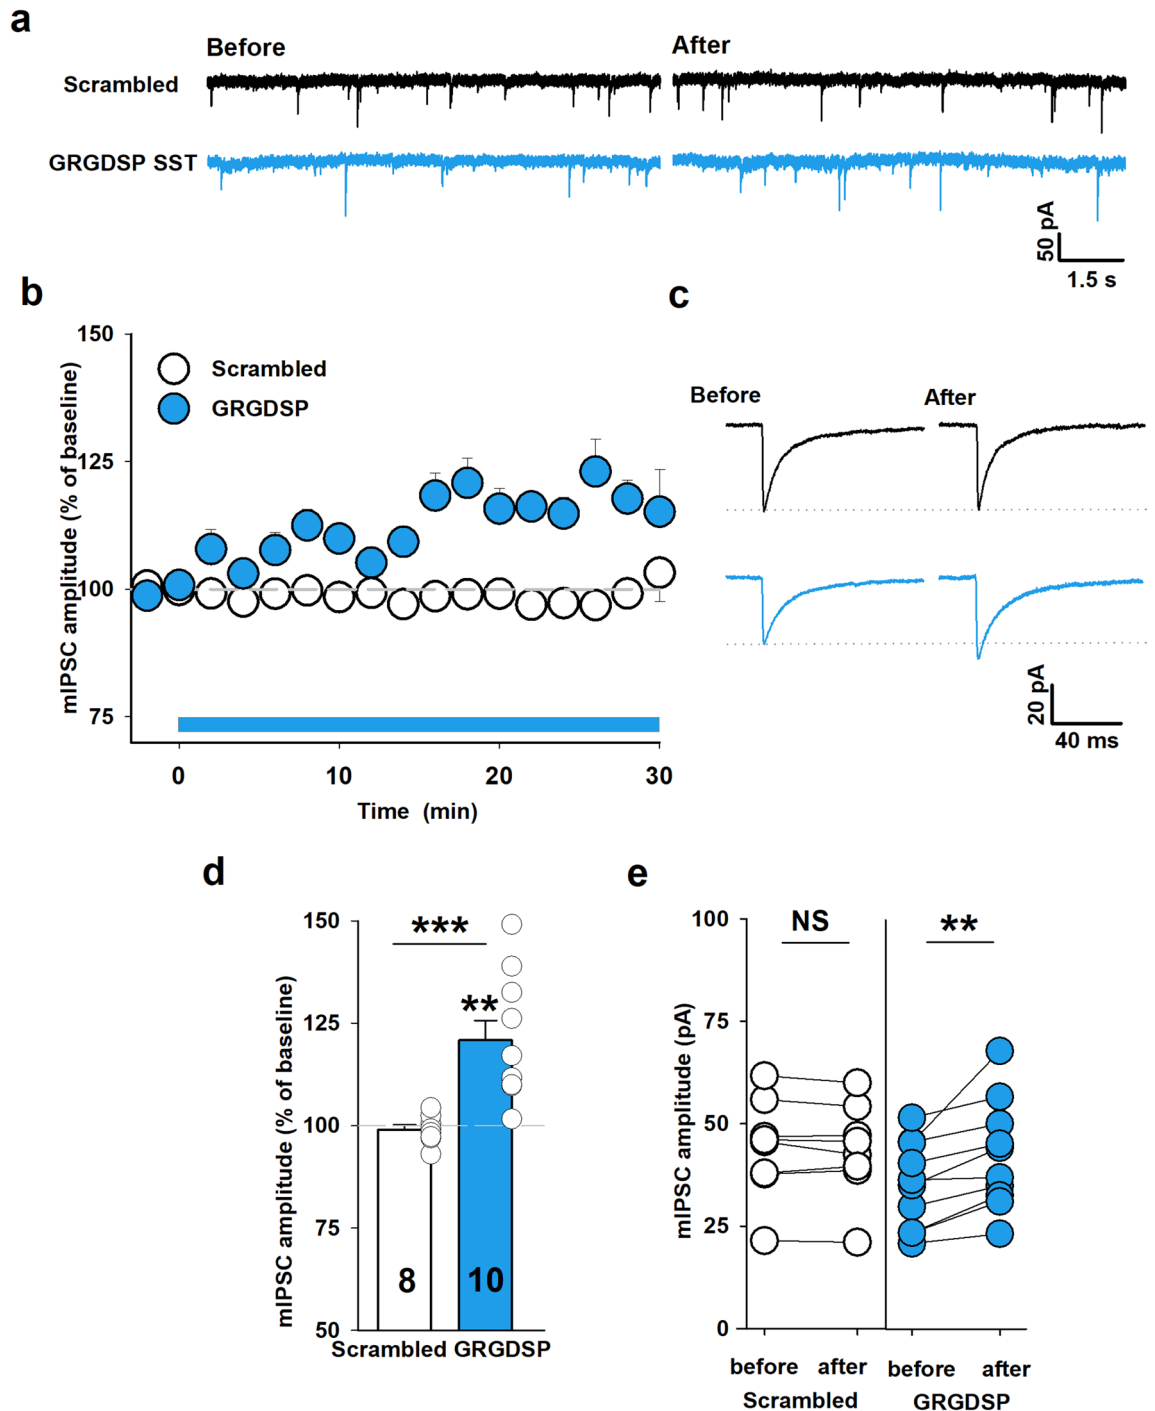 a
Before After
Scrambled
GRGDSP SST
50 pA
1.5 s
b
150
125
100
75
mIPSC amplitude (% of baseline)
Scrambled
GRGDSP
0 10 20 30
Time (min)
c
Before After
20 pA
40 ms
d
150
125
100
75
50
mIPSC amplitude (% of baseline)
***
**
8 10
Scrambled GRGDSP
e
100
75
50
25
0
mIPSC amplitude (pA)
NS **
before after before after
Scrambled GRGDSP